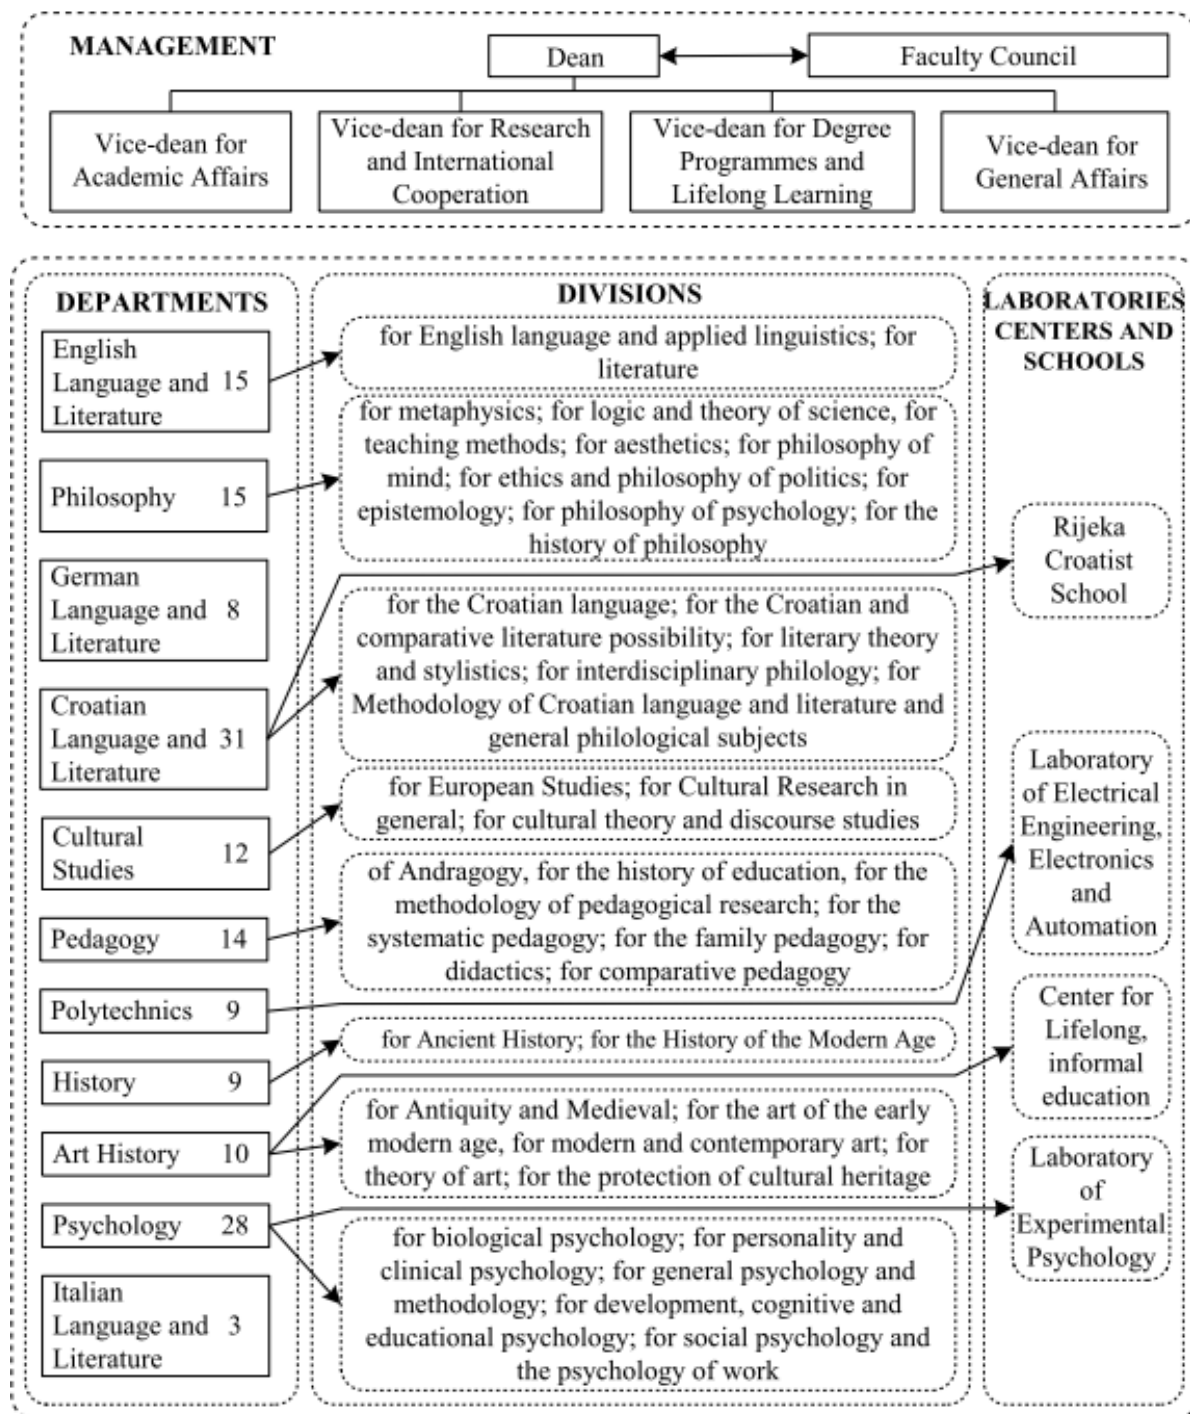 MANAGEMENT
Dean
Faculty Council
Vice-dean for
Academic Affairs
Vice-dean for Research
and International
Cooperation
Vice-dean for Degree
Programmes and
Lifelong Learning
Vice-dean for
General Affairs
DEPARTMENTS
English
Language and 15
Literature
Philosophy 15
German
Language and 8
Literature
Croatian
Language and 31
Literature
Cultural
Studies 12
Pedagogy 14
Polytechnics 9
History 9
Art History 10
Psychology 28
Italian
Language and 3
Literature
DIVISIONS
for English language and applied linguistics; for
literature
for metaphysics; for logic and theory of science, for
teaching methods; for aesthetics; for philosophy of
mind; for ethics and philosophy of politics; for
epistemology; for philosophy of psychology; for the
history of philosophy
for the Croatian language; for the Croatian and
comparative literature possibility; for literary theory
and stylistics; for interdisciplinary philology; for
Methodology of Croatian language and literature and
general philological subjects
for European Studies; for Cultural Research in
general; for cultural theory and discourse studies
of Andragogy, for the history of education, for the
methodology of pedagogical research; for the
systematic pedagogy; for the family pedagogy; for
didactics; for comparative pedagogy
for Ancient History; for the History of the Modern Age
for Antiquity and Medieval; for the art of the early
modern age, for modern and contemporary art; for
theory of art; for the protection of cultural heritage
for biological psychology; for personality and
clinical psychology; for general psychology and
methodology; for development, cognitive and
educational psychology; for social psychology and
the psychology of work
LABORATORIES
CENTERS AND
SCHOOLS
Rijeka
Croatist
School
Laboratory
of Electrical
Engineering,
Electronics
and
Automation
Center for
Lifelong,
informal
education
Laboratory
of
Experimental
Psychology